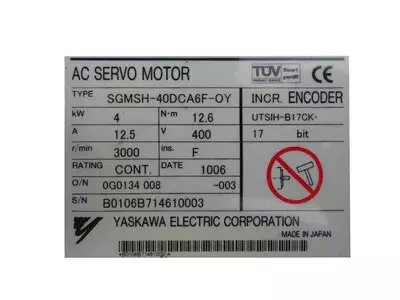 AC SERVO MOTOR
TÜV
CE
TYPE SGMSH-40DCA6F-OY INCR. ENCODER
kW 4 N·m 12.6 UTSIH-B17CK·
A 12.5 V 400 17 bit
r/min 3000 ins. F
RATING CONT. DATE 1006
O/N 0G0134 008 -003
S/N B0106B714610003
YASKAWA ELECTRIC CORPORATION
MADE IN JAPAN